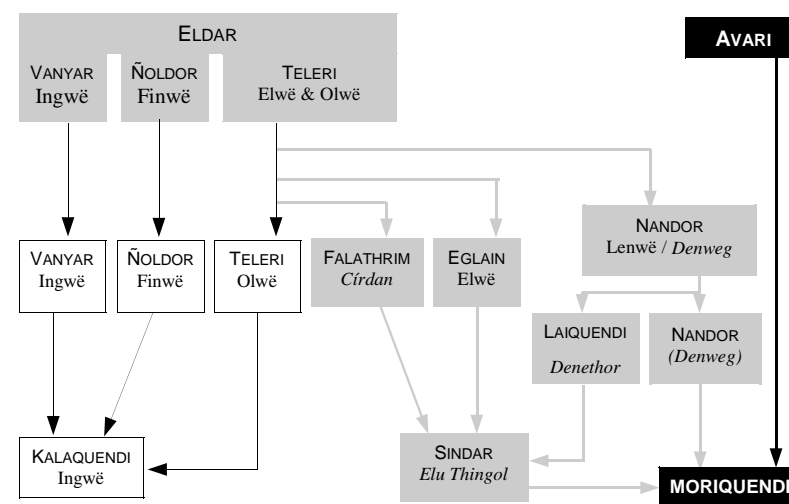 ELDAR
AVARI
VANYAR
Ingwë
ÑOLDOR
Finwë
TELERI
Elwë & Olwë
NANDOR
Lenwë / Denweg
VANYAR
Ingwë
ÑOLDOR
Finwë
TELERI
Olwë
FALATHRIM
Círdan
EGLAIN
Elwë
LAIQUENDI
Denethor
NANDOR
(Denweg)
KALAQUENDI
Ingwë
SINDAR
Elu Thingol
MORIQUENDI